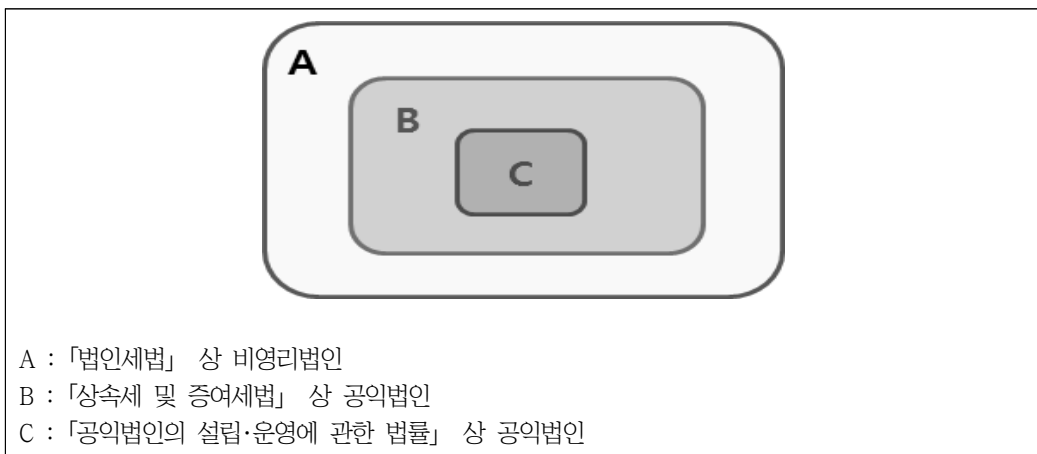 A
B
C
A : 「법인세법」 상 비영리법인
B : 「상속세 및 증여세법」 상 공익법인
C : 「공익법인의 설립·운영에 관한 법률」 상 공익법인